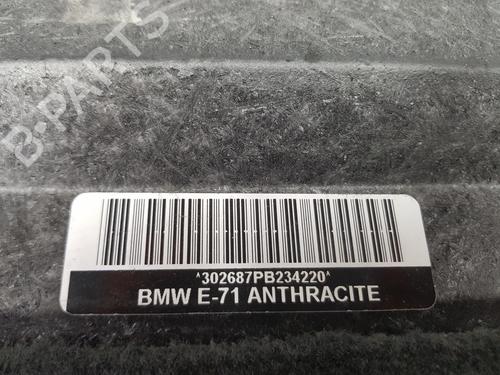 B-PARTS
^302687PB234220^
BMW E-71 ANTHRACITE